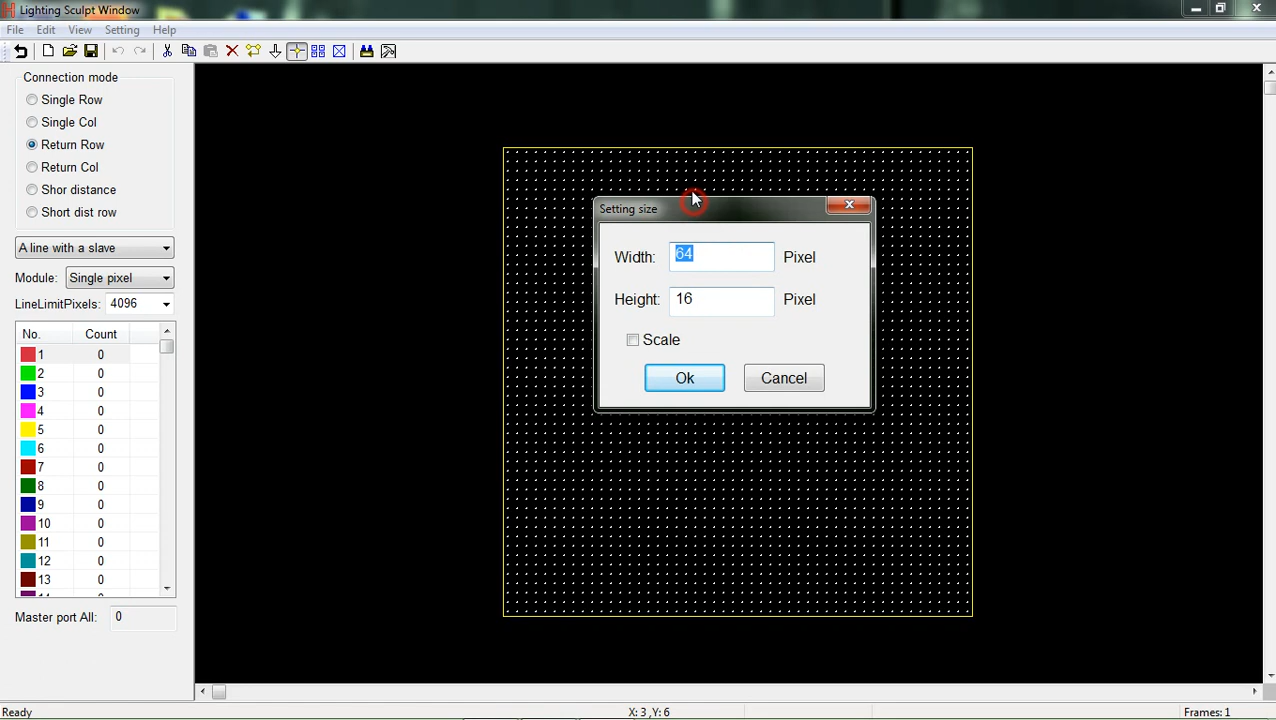 Lighting Sculpt Window
File Edit View Setting Help
Connection mode
Single Row
Single Col
Return Row
Return Col
Shor distance
Short dist row
A line with a slave
Module: Single pixel
LineLimitPixels: 4096
No. Count
1 0
2 0
3 0
4 0
5 0
6 0
7 0
8 0
9 0
10 0
11 0
12 0
13 0
Master port All: 0
Setting size
Width: 64 Pixel
Height: 16 Pixel
Scale
Ok Cancel
Ready X: 3 ,Y: 6 Frames: 1